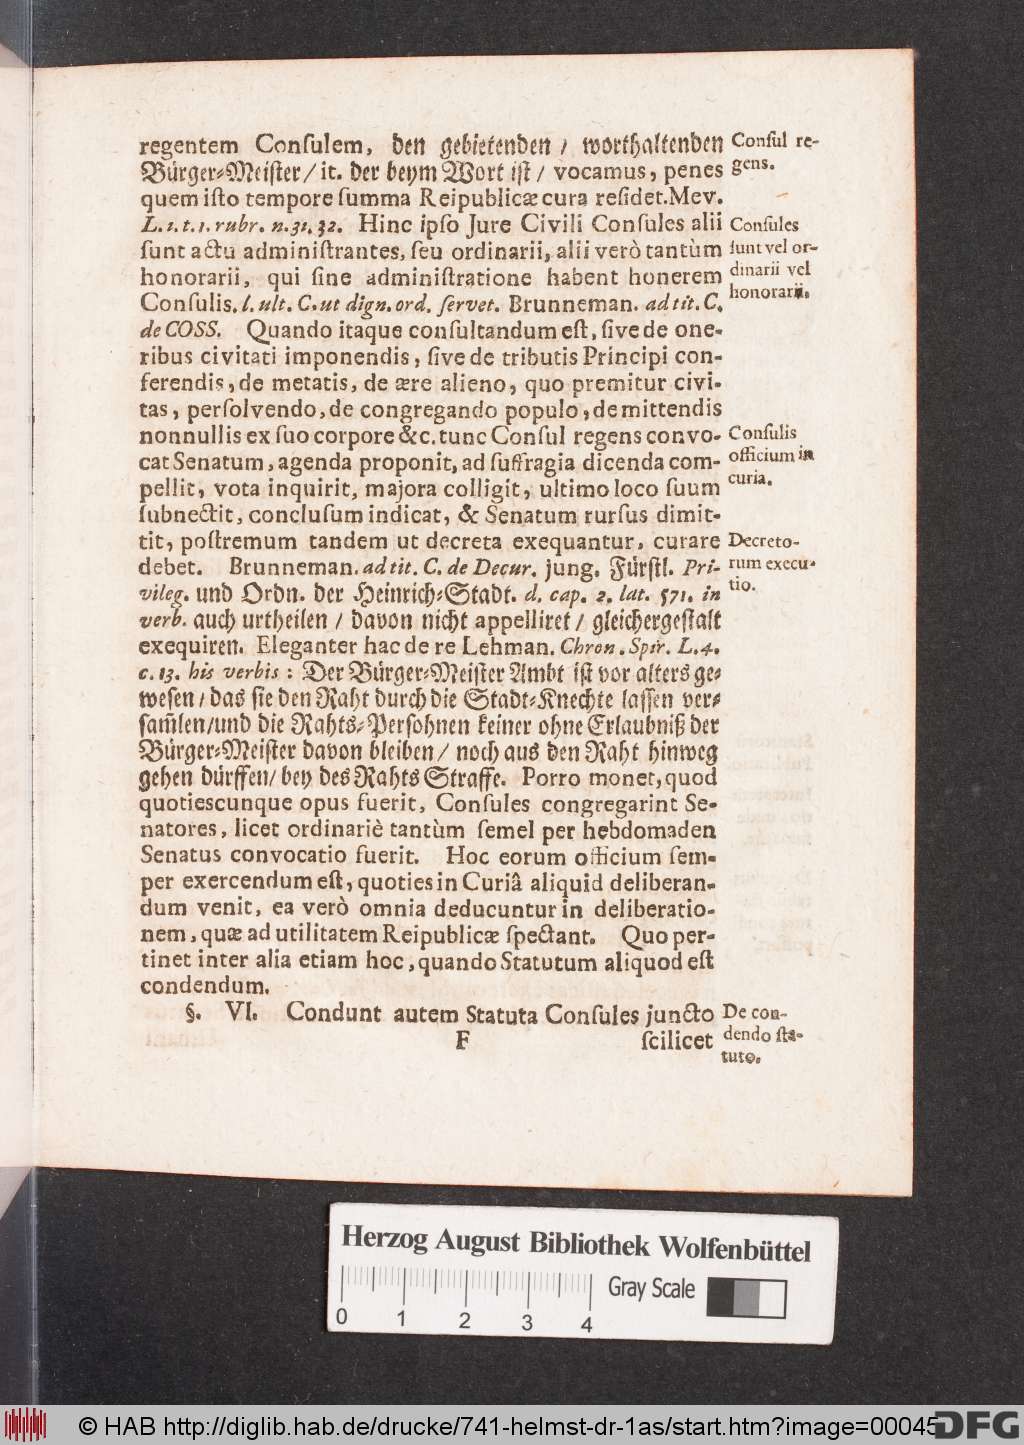 regentem Conſulem, den gebietenden / worthaltenden
Bürger-Meiſter / it. der beym Wort iſt / vocamus, penes
quem iſto tempore ſumma Reipublicæ cura reſidet. Mev.
L. 1. t. 1. rubr. n. 31. 32. Hinc ipſo Jure Civili Conſules alii
ſunt actu adminiſtrantes, ſeu ordinarii, alii verò tantùm
honorarii, qui ſine adminiſtratione habent honerem
Conſulis. l. ult. C. ut dign. ord. ſervet. Brunneman. ad tit. C.
de COSS. Quando itaque conſultandum eſt, ſive de one-
ribus civitati imponendis, ſive de tributis Principi con-
ferendis, de metatis, de ære alieno, quo premitur civi-
tas, perſolvendo, de congregando populo, de mittendis
nonnullis ex ſuo corpore &c. tunc Conſul regens convo-
cat Senatum, agenda proponit, ad ſuffragia dicenda com-
pellit, vota inquirit, majora colligit, ultimo loco ſuum
ſubnectit, concluſum indicat, & Senatum rurſus dimit-
tit, poſtremum tandem ut decreta exequantur, curare
debet. Brunneman. ad tit. C. de Decur. jung. Fürſtl. Pri-
vileg. und Ordn. der Heinrich-Stadt. d. cap. 2. lat. 571. in
verb. auch urtheilen / davon nicht appelliret / gleichergeſtalt
exequiren. Eleganter hac de re Lehman. Chron. Spir. L. 4.
c. 13. his verbis : Der Bürger-Meiſter Ambt iſt vor alters ge-
weſen / das ſie den Raht durch die Stadt-Knechte laſſen ver-
ſam̃len / und die Rahts-Perſohnen keiner ohne Erlaubniß der
Bürger-Meiſter davon bleiben / noch aus den Raht hinweg
gehen dürffen / bey des Rahts Straffe. Porro monet, quod
quotiescunque opus fuerit, Conſules congregarint Se-
natores, licet ordinariè tantùm ſemel per hebdomaden
Senatus convocatio fuerit. Hoc eorum officium ſem-
per exercendum eſt, quoties in Curiâ aliquid deliberan-
dum venit, ea verò omnia deducuntur in deliberatio-
nem, quæ ad utilitatem Reipublicæ ſpectant. Quo per-
tinet inter alia etiam hoc, quando Statutum aliquod eſt
condendum.
§. VI. Condunt autem Statuta Conſules juncto
F ſcilicet
Conſul re-
gens.
Conſules
ſunt vel or-
dinarii vel
honorarii.
Conſulis
officium in
curia.
Decreto-
rum execu-
tio.
De con-
dendo ſta-
tuto.
Herzog August Bibliothek Wolfenbüttel
Gray Scale
0 1 2 3 4
© HAB http://diglib.hab.de/drucke/741-helmst-dr-1as/start.htm?image=00045
DFG